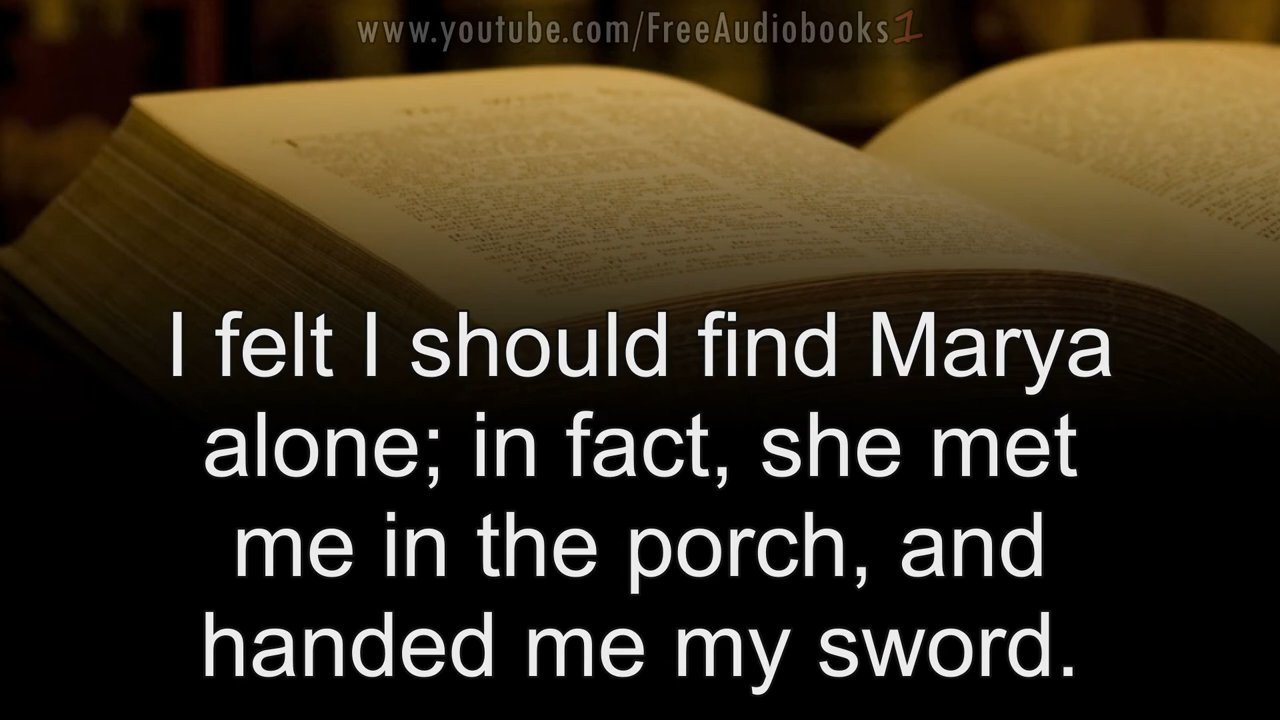 www.youtube.com/FreeAudiobooks1
I felt I should find Marya
alone; in fact, she met
me in the porch, and
handed me my sword.